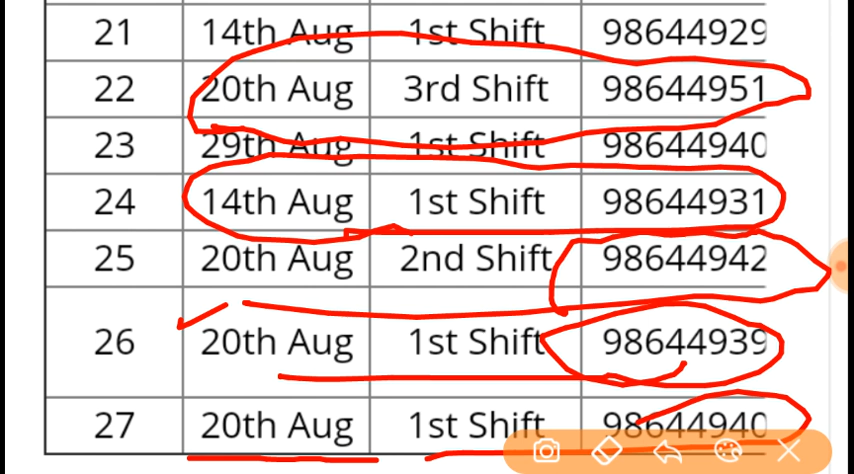 21 14th Aug 1st Shift 98644929
22 20th Aug 3rd Shift 98644951
23 29th Aug 1st Shift 98644940
24 14th Aug 1st Shift 98644931
25 20th Aug 2nd Shift 98644942
26 20th Aug 1st Shift 98644939
27 20th Aug 1st Shift 98644940